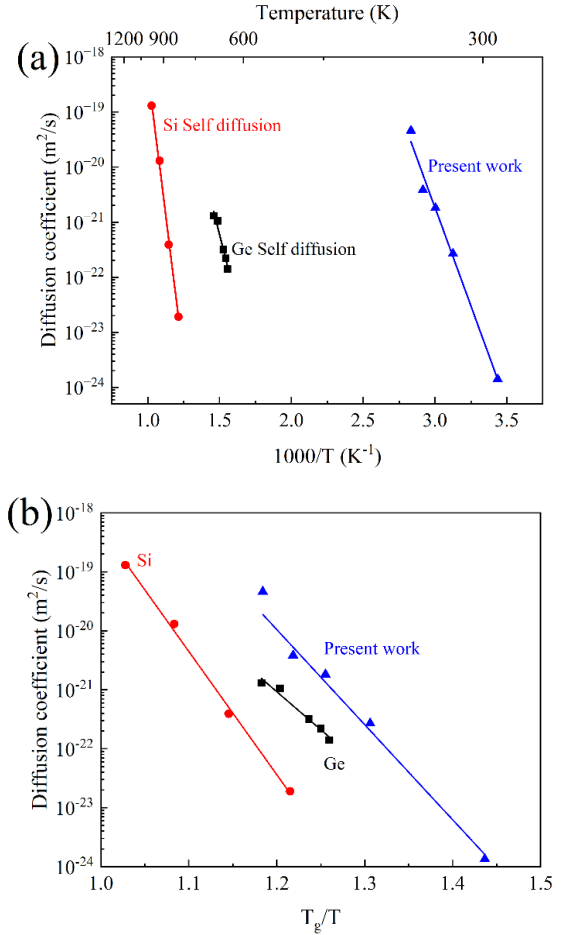 Temperature (K)
1200 900 600 300
(a)
10⁻¹⁸
10⁻¹⁹
10⁻²⁰
10⁻²¹
10⁻²²
10⁻²³
10⁻²⁴
Diffusion coefficient (m²/s)
Si Self diffusion
Present work
Ge Self diffusion
1.0 1.5 2.0 2.5 3.0 3.5
1000/T (K⁻¹)
(b)
10⁻¹⁸
10⁻¹⁹
10⁻²⁰
10⁻²¹
10⁻²²
10⁻²³
10⁻²⁴
Diffusion coefficient (m²/s)
Si
Present work
Ge
1.0 1.1 1.2 1.3 1.4 1.5
T_g/T